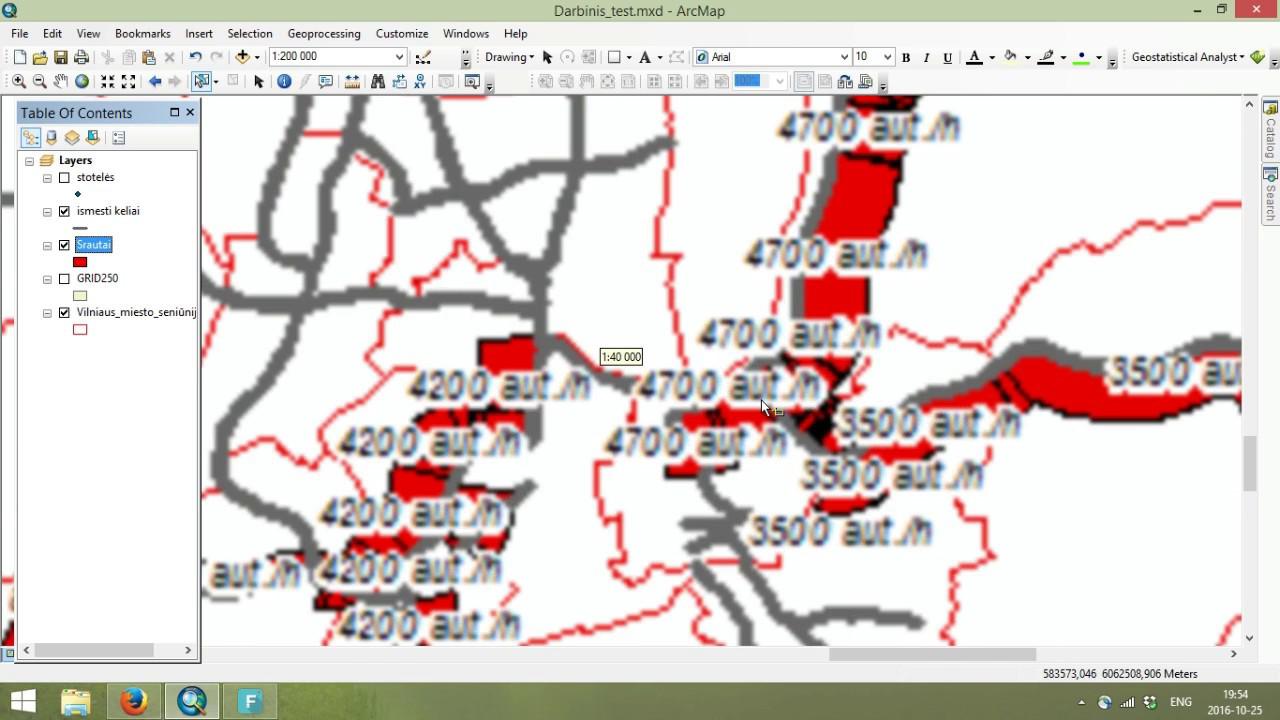 Darbinis_test.mxd - ArcMap
File Edit View Bookmarks Insert Selection Geoprocessing Customize Windows Help
1:200 000 Drawing Arial 10 B I U A Geostatistical Analyst
100%
Table Of Contents
Layers
stotelės
ismesti keliai
Srautai
GRID250
Vilniaus_miesto_seniūnij
4700 aut./h
4700 aut./h
4700 aut./h
1:40 000
4200 aut./h 4700 aut./h 3500 au
4200 aut./h 4700 aut./h 3500 aut./h
3500 aut./h
4200 aut./h 3500 aut./h
aut./h 4200 aut./h
4200 aut./h
Catalog
Search
583573,046 6062508,906 Meters
F ENG 19:54
2016-10-25